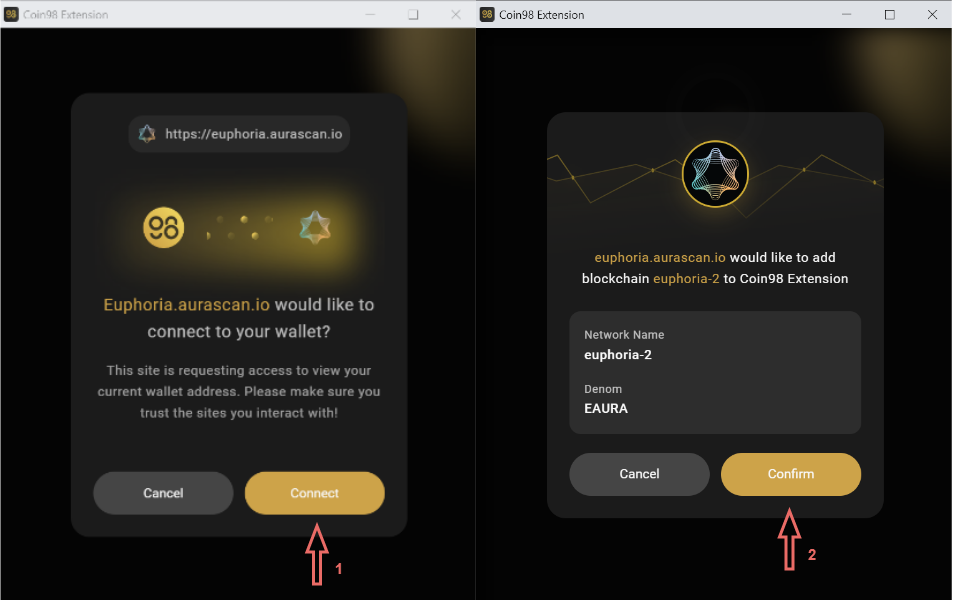 Coin98 Extension
https://euphoria.aurascan.io
Euphoria.aurascan.io would like to
connect to your wallet?
This site is requesting access to view your
current wallet address. Please make sure you
trust the sites you interact with!
Cancel
Connect
1
Coin98 Extension
euphoria.aurascan.io would like to add
blockchain euphoria-2 to Coin98 Extension
Network Name
euphoria-2
Denom
EAURA
Cancel
Confirm
2